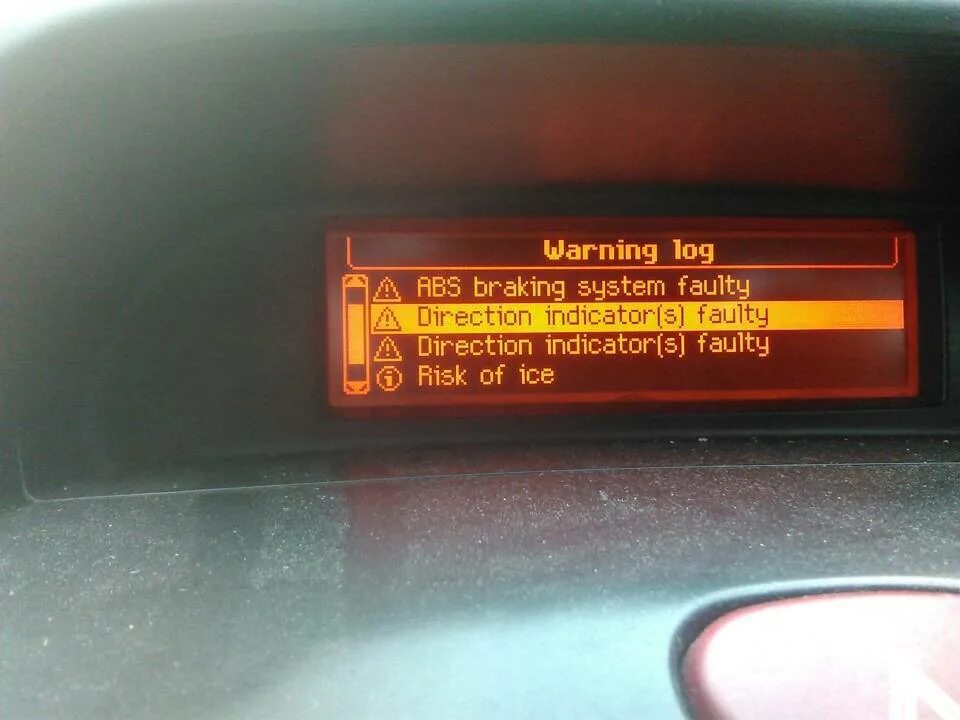 Warning log
ABS braking system faulty
Direction indicator(s) faulty
Direction indicator(s) faulty
Risk of ice